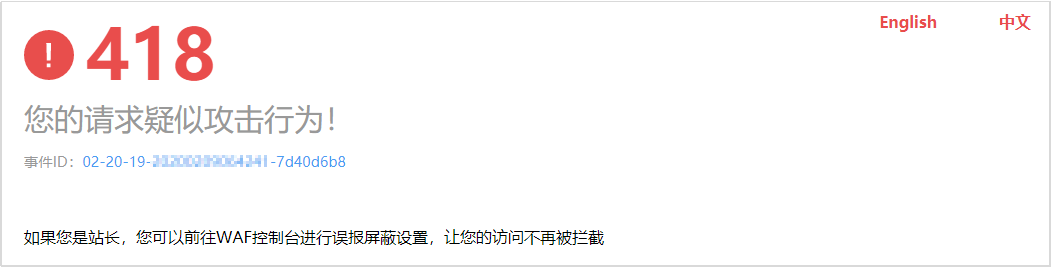 English 中文
! 418
您的请求疑似攻击行为！
事件ID：02-20-19- -7d40d6b8
如果您是站长，您可以前往WAF控制台进行误报屏蔽设置，让您的访问不再被拦截